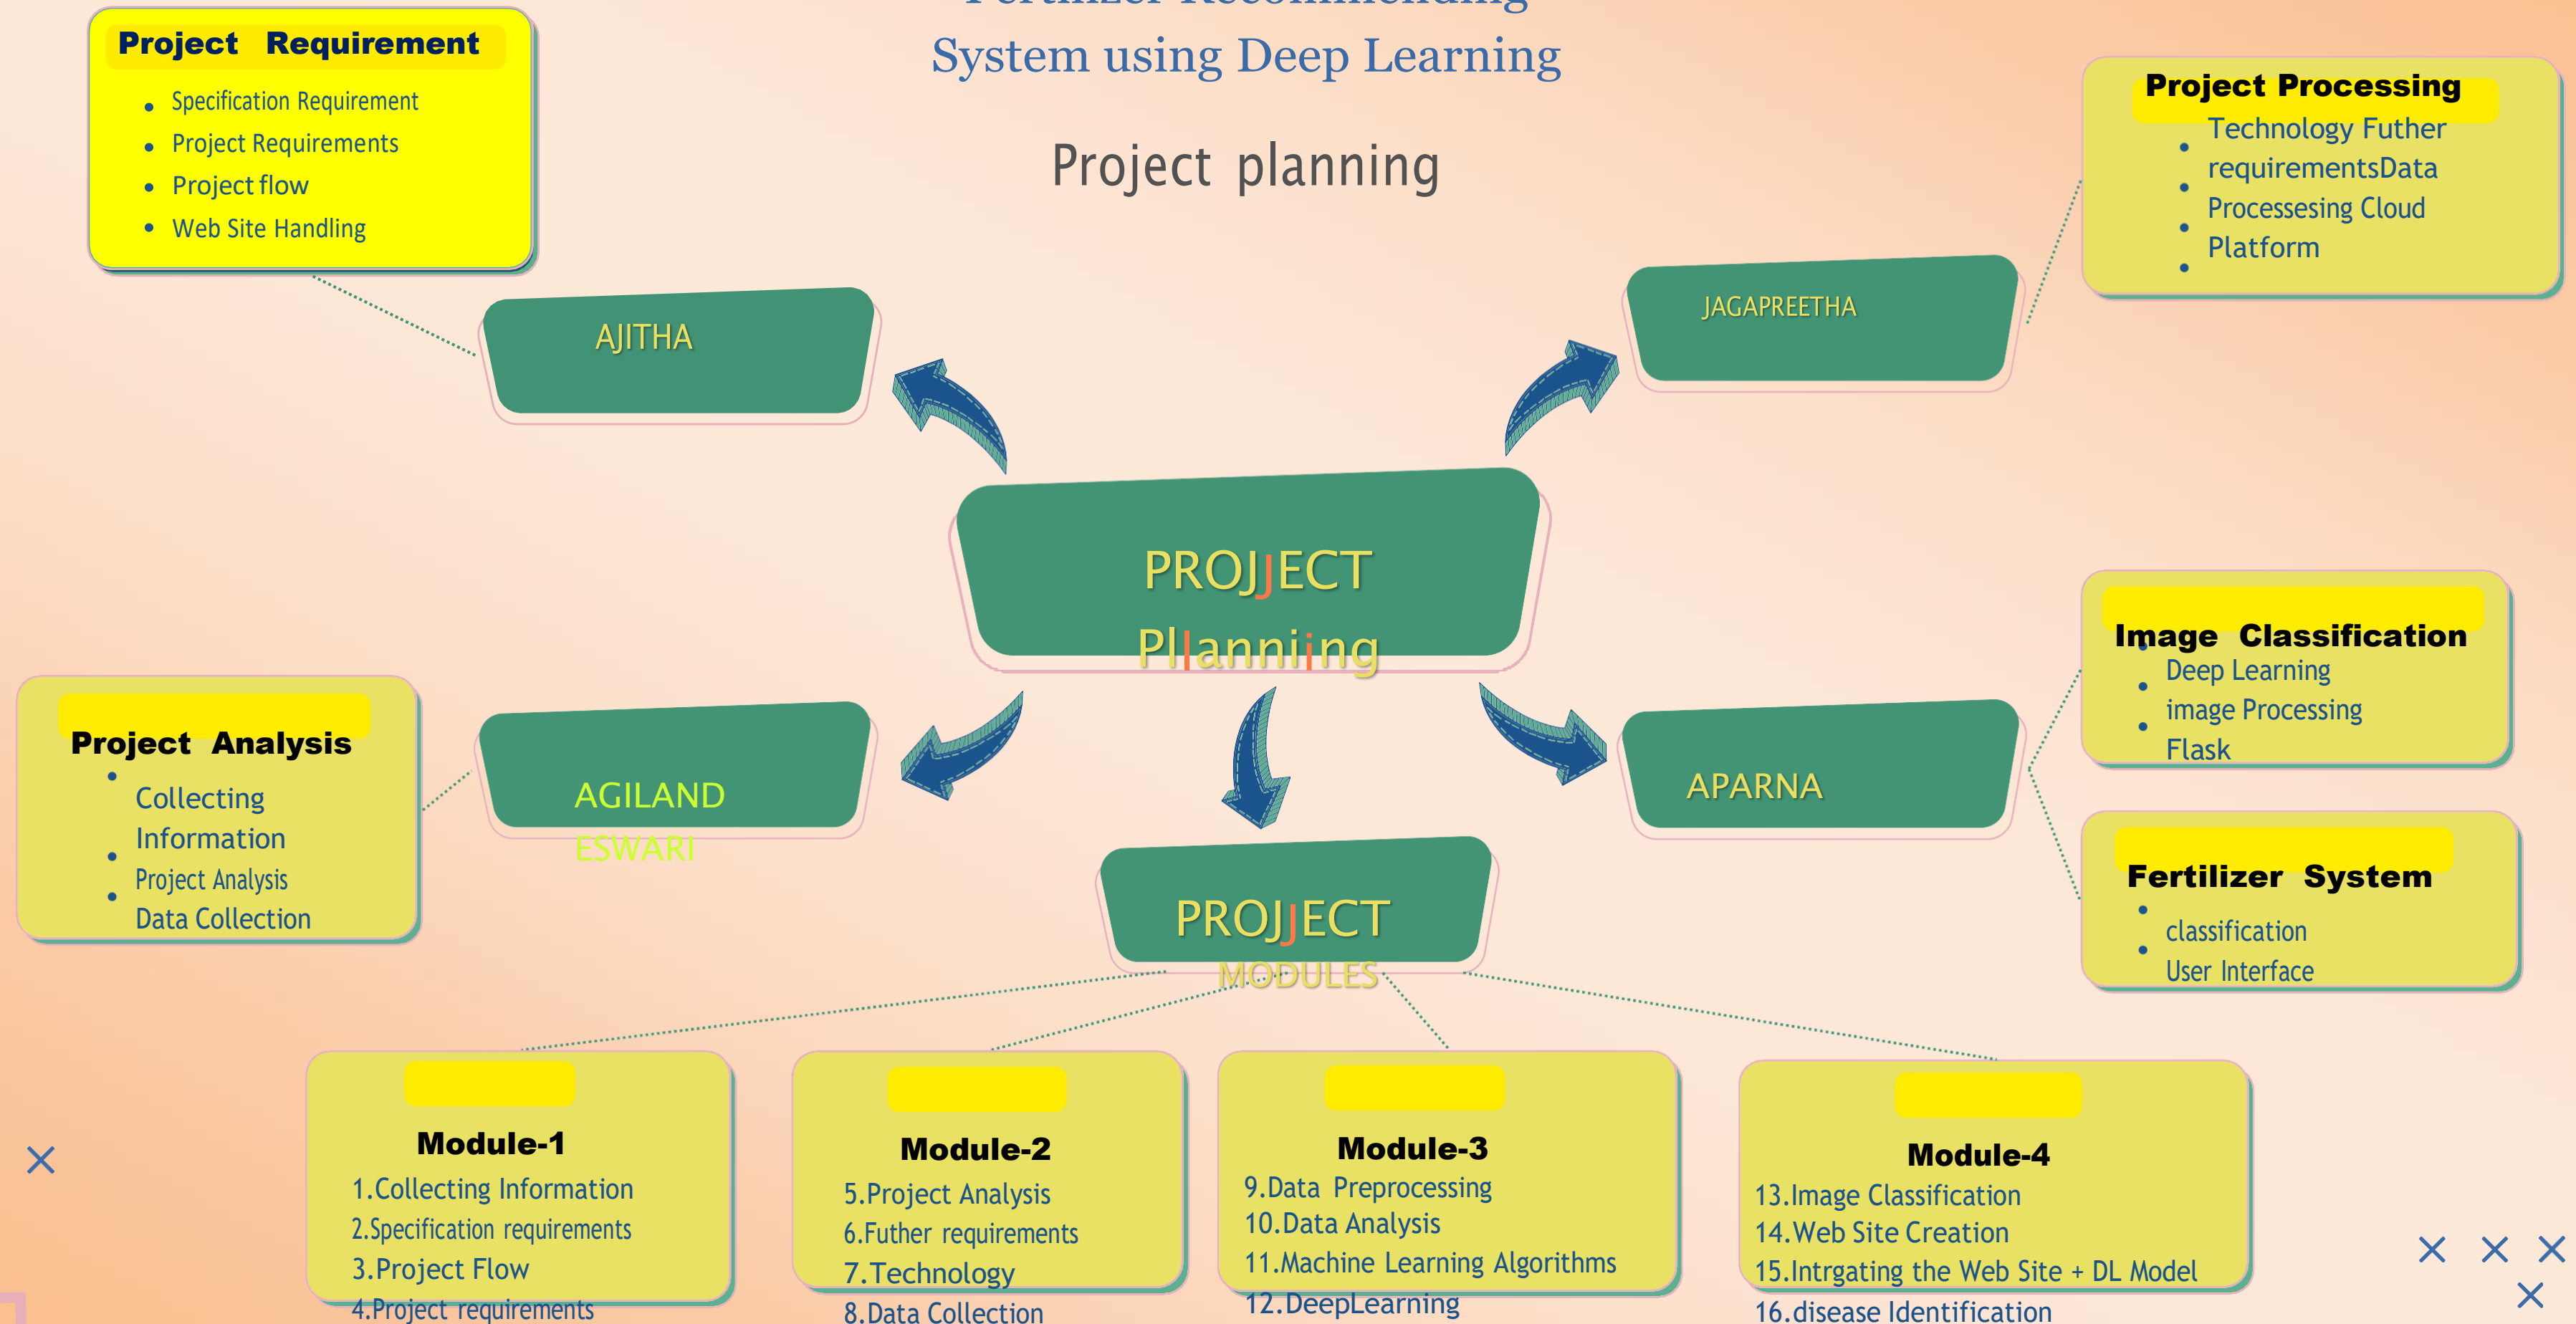 Fertilizer Recommending
System using Deep Learning
Project planning
Project Requirement
Specification Requirement
Project Requirements
Project flow
Web Site Handling
Project Processing
Technology Futher
requirementsData
Processesing Cloud
Platform
AJITHA
JAGAPREETHA
PROJJECT
Pllanniing
Image Classification
Deep Learning
image Processing
Flask
Project Analysis
Collecting
Information
Project Analysis
Data Collection
AGILAND
ESWARI
APARNA
Fertilizer System
classification
User Interface
PROJJECT
MODULES
Module-1
1.Collecting Information
2.Specification requirements
3.Project Flow
4.Project requirements
Module-2
5.Project Analysis
6.Futher requirements
7.Technology
8.Data Collection
Module-3
9.Data Preprocessing
10.Data Analysis
11.Machine Learning Algorithms
12.DeepLearning
Module-4
13.Image Classification
14.Web Site Creation
15.Intrgating the Web Site + DL Model
16.disease Identification